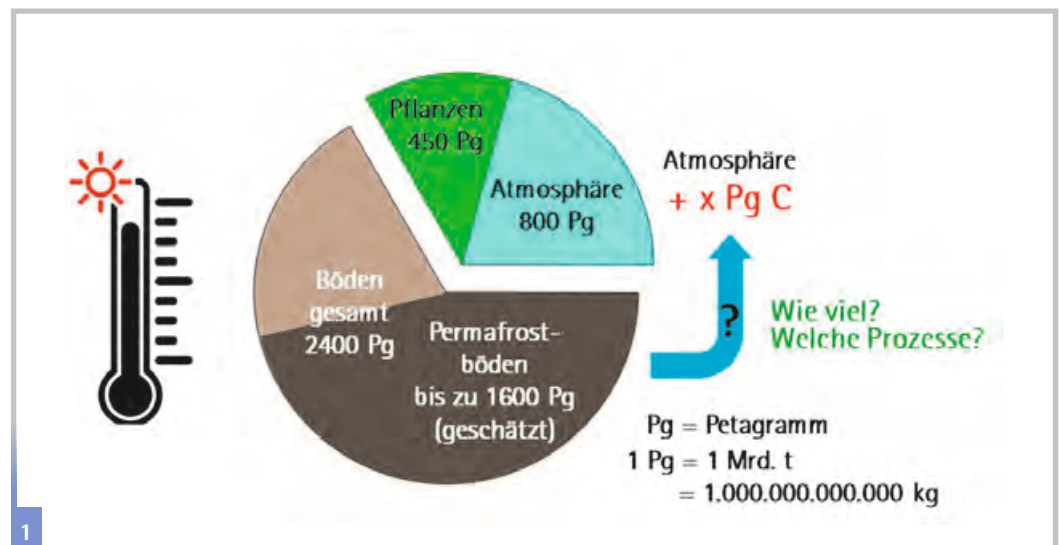 Pflanzen
450 Pg
Atmosphäre
800 Pg
Atmosphäre
+ x Pg C
Böden
gesamt
2400 Pg
Permafrost-
böden
bis zu 1600 Pg
(geschätzt)
?
Wie viel?
Welche Prozesse?
Pg = Petagramm
1 Pg = 1 Mrd. t
= 1.000.000.000.000 kg
1